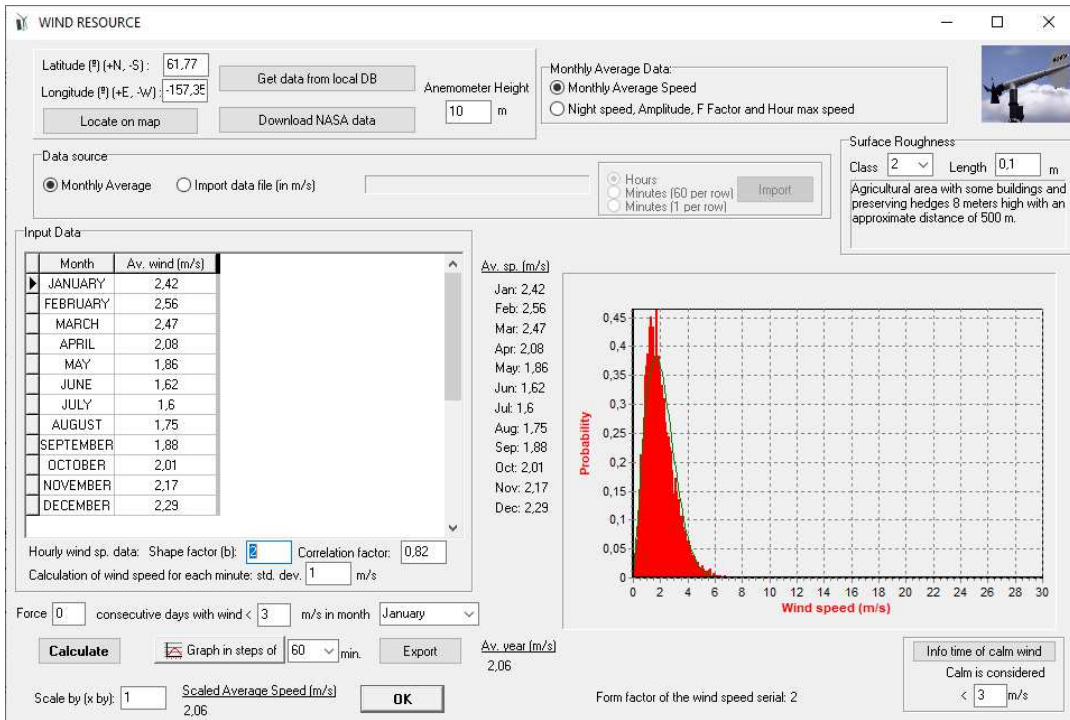 WIND RESOURCE
Latitude (º) (+N, -S) : 61,77
Longitude (º) (+E, -W) : -157,35
Locate on map
Get data from local DB
Download NASA data
Anemometer Height
10 m
Monthly Average Data:
Monthly Average Speed
Night speed, Amplitude, F Factor and Hour max speed
Data source
Monthly Average Import data file (in m/s)
Hours
Minutes (60 per row)
Minutes (1 per row)
Import
Surface Roughness
Class 2 Length 0,1 m
Agricultural area with some buildings and
preserving hedges 8 meters high with an
approximate distance of 500 m.
Input Data
Month Av. wind (m/s)
JANUARY 2,42
FEBRUARY 2,56
MARCH 2,47
APRIL 2,08
MAY 1,86
JUNE 1,62
JULY 1,6
AUGUST 1,75
SEPTEMBER 1,88
OCTOBER 2,01
NOVEMBER 2,17
DECEMBER 2,29
Av. sp. (m/s)
Jan: 2,42
Feb: 2,56
Mar: 2,47
Apr: 2,08
May: 1,86
Jun: 1,62
Jul: 1,6
Aug: 1,75
Sep: 1,88
Oct: 2,01
Nov: 2,17
Dec: 2,29
Probability
0,45
0,4
0,35
0,3
0,25
0,2
0,15
0,1
0,05
0
0 2 4 6 8 10 12 14 16 18 20 22 24 26 28 30
Wind speed (m/s)
Hourly wind sp. data: Shape factor (b): 2 Correlation factor: 0,82
Calculation of wind speed for each minute: std. dev. 1 m/s
Force 0 consecutive days with wind < 3 m/s in month January
Calculate Graph in steps of 60 min. Export
Av. year (m/s)
2,06
Scale by (x by): 1
Scaled Average Speed (m/s)
2,06
OK
Form factor of the wind speed serial: 2
Info time of calm wind
Calm is considered
< 3 m/s